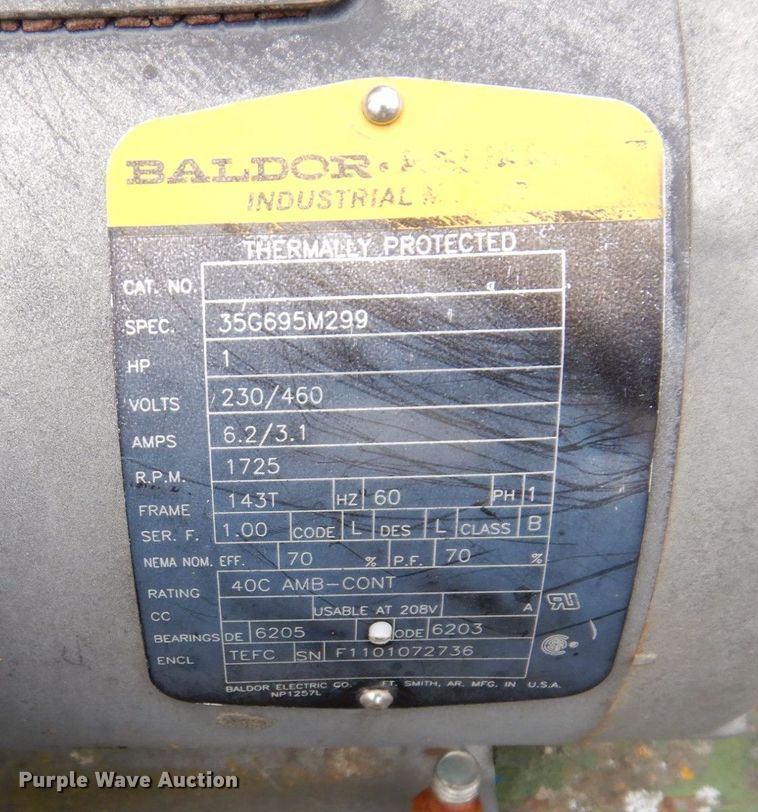 BALDOR
INDUSTRIAL
THERMALLY PROTECTED
CAT. NO.
SPEC. 35G695M299
HP 1
VOLTS 230/460
AMPS 6.2/3.1
R.P.M. 1725
FRAME 143T HZ 60 PH 1
SER. F. 1.00 CODE L DES L CLASS B
NEMA NOM. EFF. 70 % P.F. 70 %
RATING 40C AMB-CONT
CC USABLE AT 208V A
BEARINGS DE 6205 ODE 6203
ENCL TEFC SN F1101072736
BALDOR ELECTRIC CO. FT. SMITH, AR. MFG. IN U.S.A.
NP1257L
Purple Wave Auction